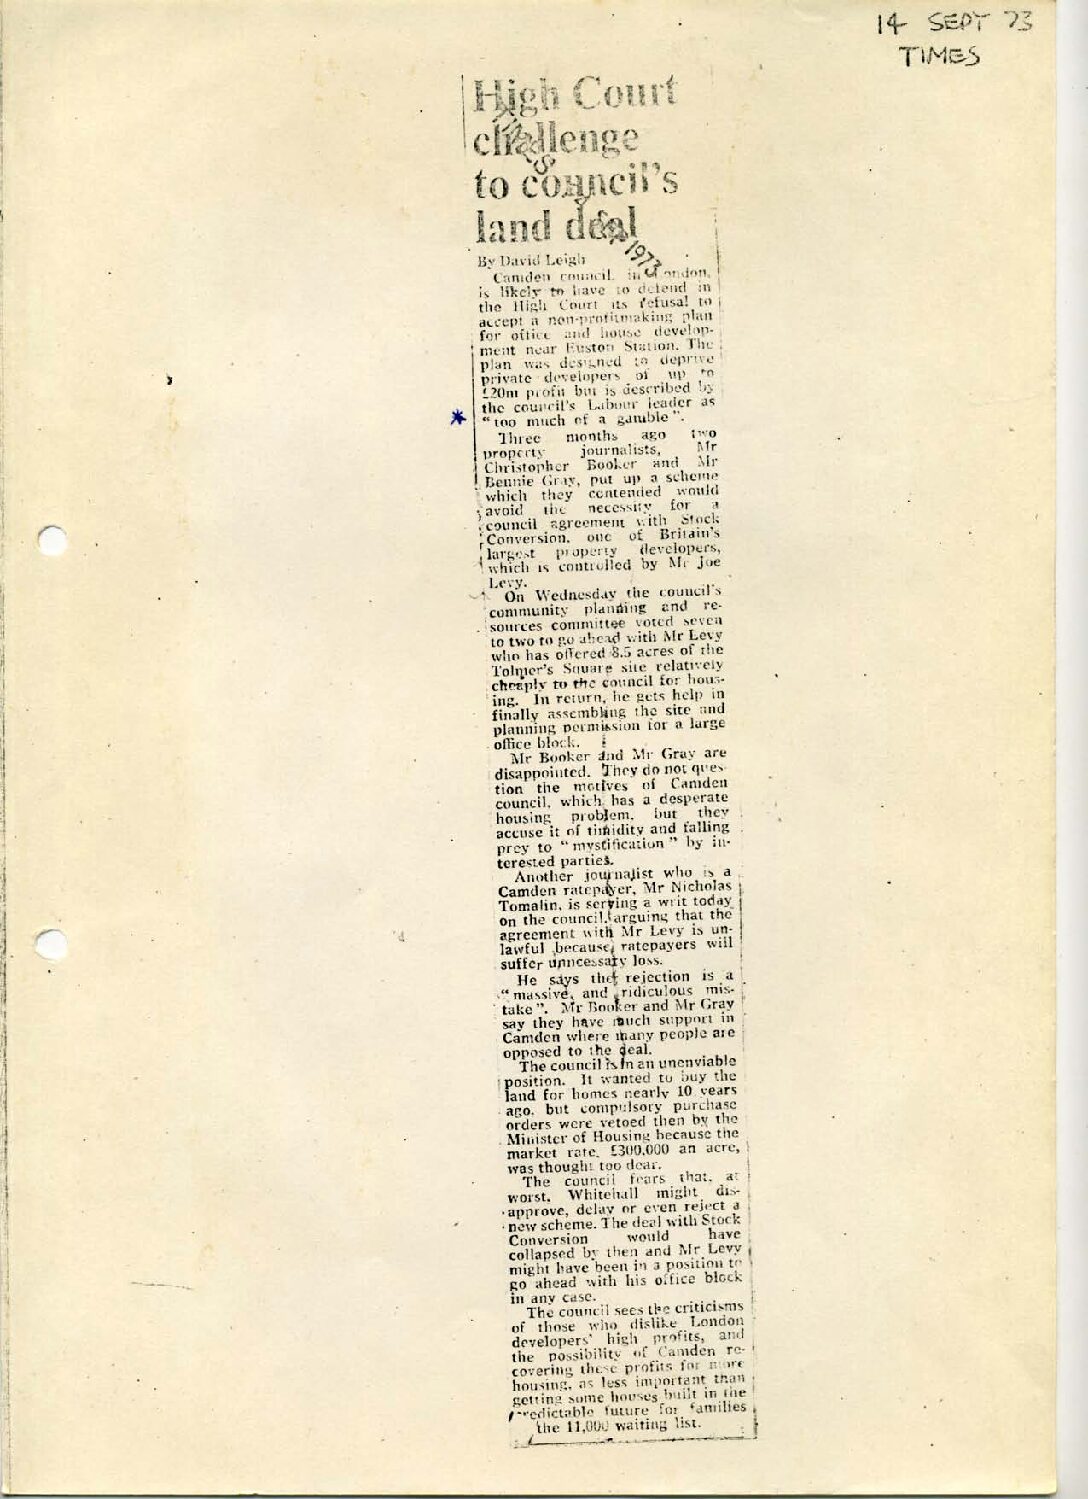 14 SEPT 73
TIMES
High Court
challenge
to council's
land deal
1973
By David Leigh
Camden council, in London,
is likely to have to defend in
the High Court its refusal to
accept a non-profitmaking plan
for office and house develop-
ment near Euston Station. The
plan was designed to deprive
private developers of up to
£20m profit but is described by
the council's Labour leader as
"too much of a gamble".
Three months ago two
property journalists, Mr
Christopher Booker and Mr
Bennie Gray, put up a scheme
which they contended would
avoid the necessity for a
council agreement with Stock
Conversion, one of Britain's
largest property developers,
which is controlled by Mr Joe
Levy.
On Wednesday the council's
community planning and re-
sources committee voted seven
to two to go ahead with Mr Levy
who has offered 8.5 acres of the
Tolmer's Square site relatively
cheaply to the council for hous-
ing. In return, he gets help in
finally assembling the site and
planning permission for a large
office block.
Mr Booker and Mr Gray are
disappointed. They do not ques-
tion the motives of Camden
council, which has a desperate
housing problem, but they
accuse it of timidity and falling
prey to "mystification" by in-
terested parties.
Another journalist who is a
Camden ratepayer, Mr Nicholas
Tomalin, is serving a writ today
on the council arguing that the
agreement with Mr Levy is un-
lawful because ratepayers will
suffer unncessary loss.
He says the rejection is a
"massive and ridiculous mis-
take". Mr Booker and Mr Gray
say they have much support in
Camden where many people are
opposed to the deal.
The council is in an unenviable
position. It wanted to buy the
land for homes nearly 10 years
ago, but compulsory purchase
orders were vetoed then by the
Minister of Housing because the
market rate, £300,000 an acre,
was thought too dear.
The council fears that, at
worst, Whitehall might dis-
approve, delay or even reject a
new scheme. The deal with Stock
Conversion would have
collapsed by then and Mr Levy
might have been in a position to
go ahead with his office block
in any case.
The council sees the criticisms
of those who dislike London
developers' high profits, and
the possibility of Camden re-
covering these profits for more
housing, as less important than
getting some houses built in the
predictable future for families
the 11,000 waiting list.